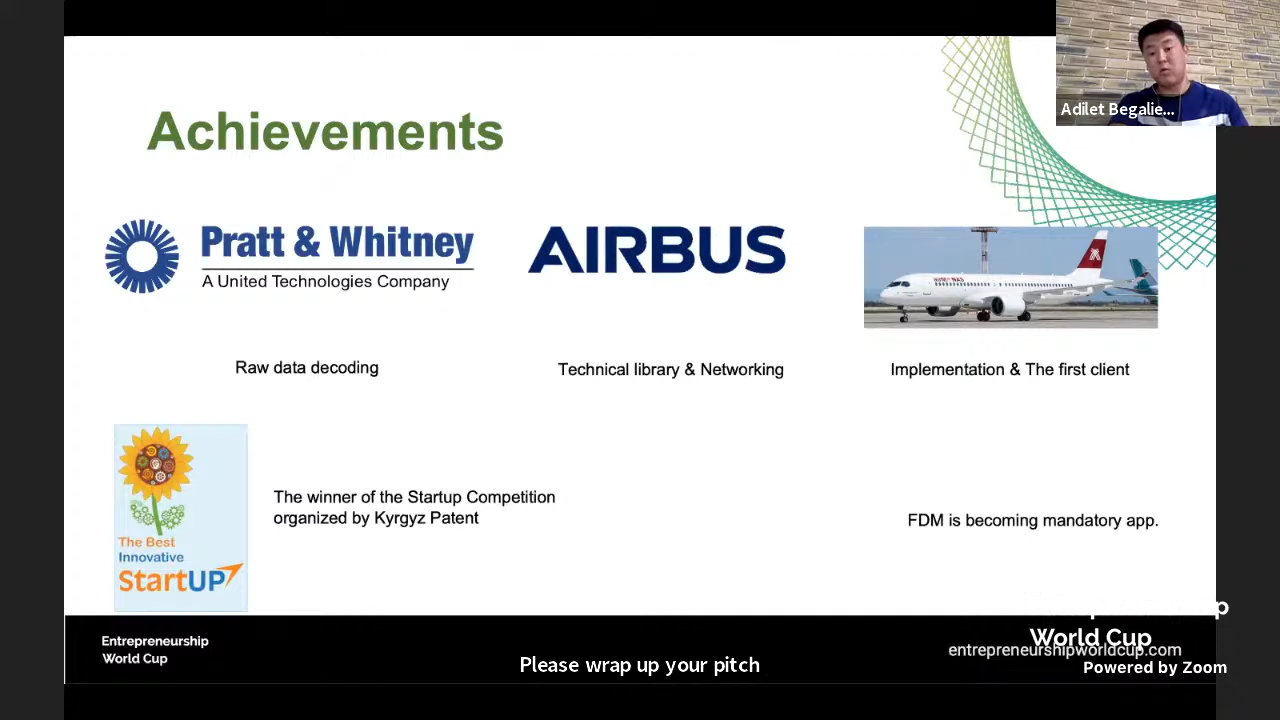 Adilet Begalie...
Achievements
Pratt & Whitney
A United Technologies Company
AIRBUS
Raw data decoding
Technical library & Networking
Implementation & The first client
The Best
Innovative
StartUP
The winner of the Startup Competition
organized by Kyrgyz Patent
FDM is becoming mandatory app.
Entrepreneurship
World Cup
Please wrap up your pitch
World Cup
entrepreneurshipworldcup.com
Powered by Zoom